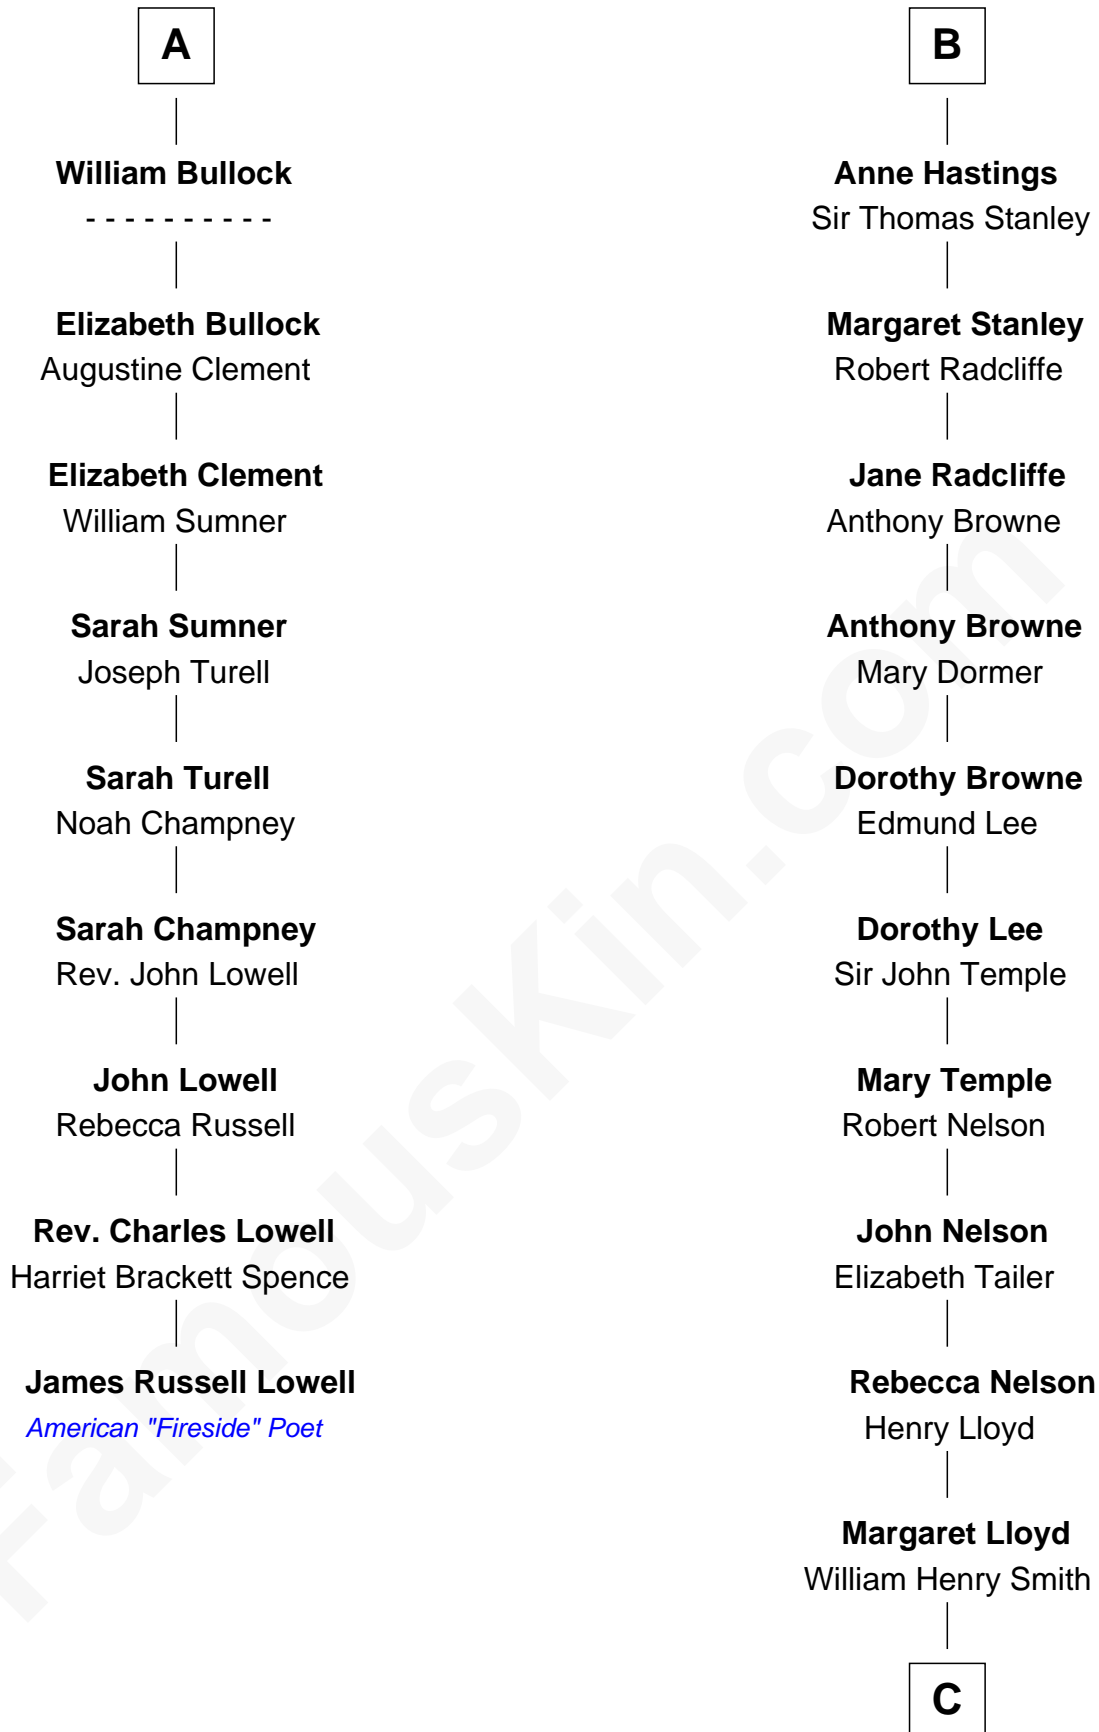 A
William Bullock
- - - - - - - - - -
Elizabeth Bullock
Augustine Clement
Elizabeth Clement
William Sumner
Sarah Sumner
Joseph Turell
Sarah Turell
Noah Champney
Sarah Champney
Rev. John Lowell
John Lowell
Rebecca Russell
Rev. Charles Lowell
Harriet Brackett Spence
James Russell Lowell
American "Fireside" Poet
B
Anne Hastings
Sir Thomas Stanley
Margaret Stanley
Robert Radcliffe
Jane Radcliffe
Anthony Browne
Anthony Browne
Mary Dormer
Dorothy Browne
Edmund Lee
Dorothy Lee
Sir John Temple
Mary Temple
Robert Nelson
John Nelson
Elizabeth Tailer
Rebecca Nelson
Henry Lloyd
Margaret Lloyd
William Henry Smith
C
FamousKin.com